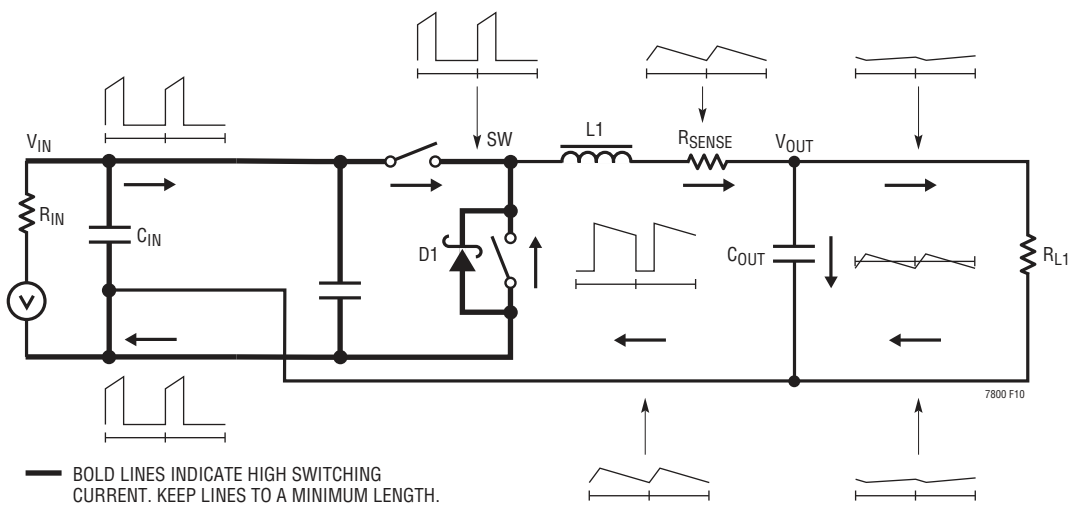 SW
L1
RSENSE
VOUT
VIN
RIN
CIN
D1
COUT
RL1
V
7800 F10
BOLD LINES INDICATE HIGH SWITCHING
CURRENT. KEEP LINES TO A MINIMUM LENGTH.